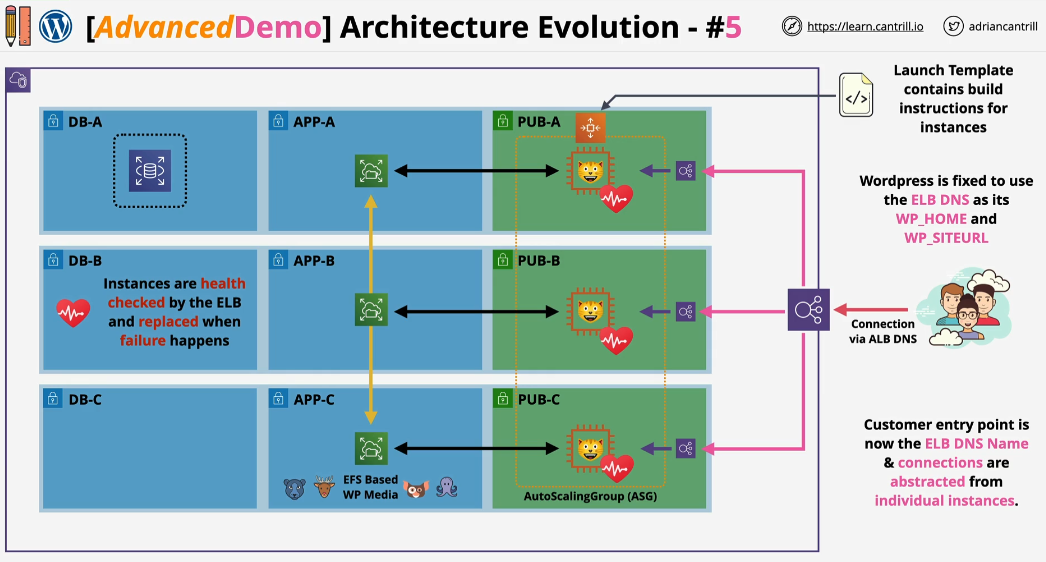 [AdvancedDemo] Architecture Evolution - #5
https://learn.cantrill.io
adriancantrill
Launch Template
contains build
instructions for
instances
</>
DB-A
APP-A
PUB-A
Wordpress is fixed to use
the ELB DNS as its
WP_HOME and
WP_SITEURL
DB-B
APP-B
PUB-B
Instances are health
checked by the ELB
and replaced when
failure happens
Connection
via ALB DNS
DB-C
APP-C
PUB-C
EFS Based
WP Media
AutoScalingGroup (ASG)
Customer entry point is
now the ELB DNS Name
& connections are
abstracted from
individual instances.